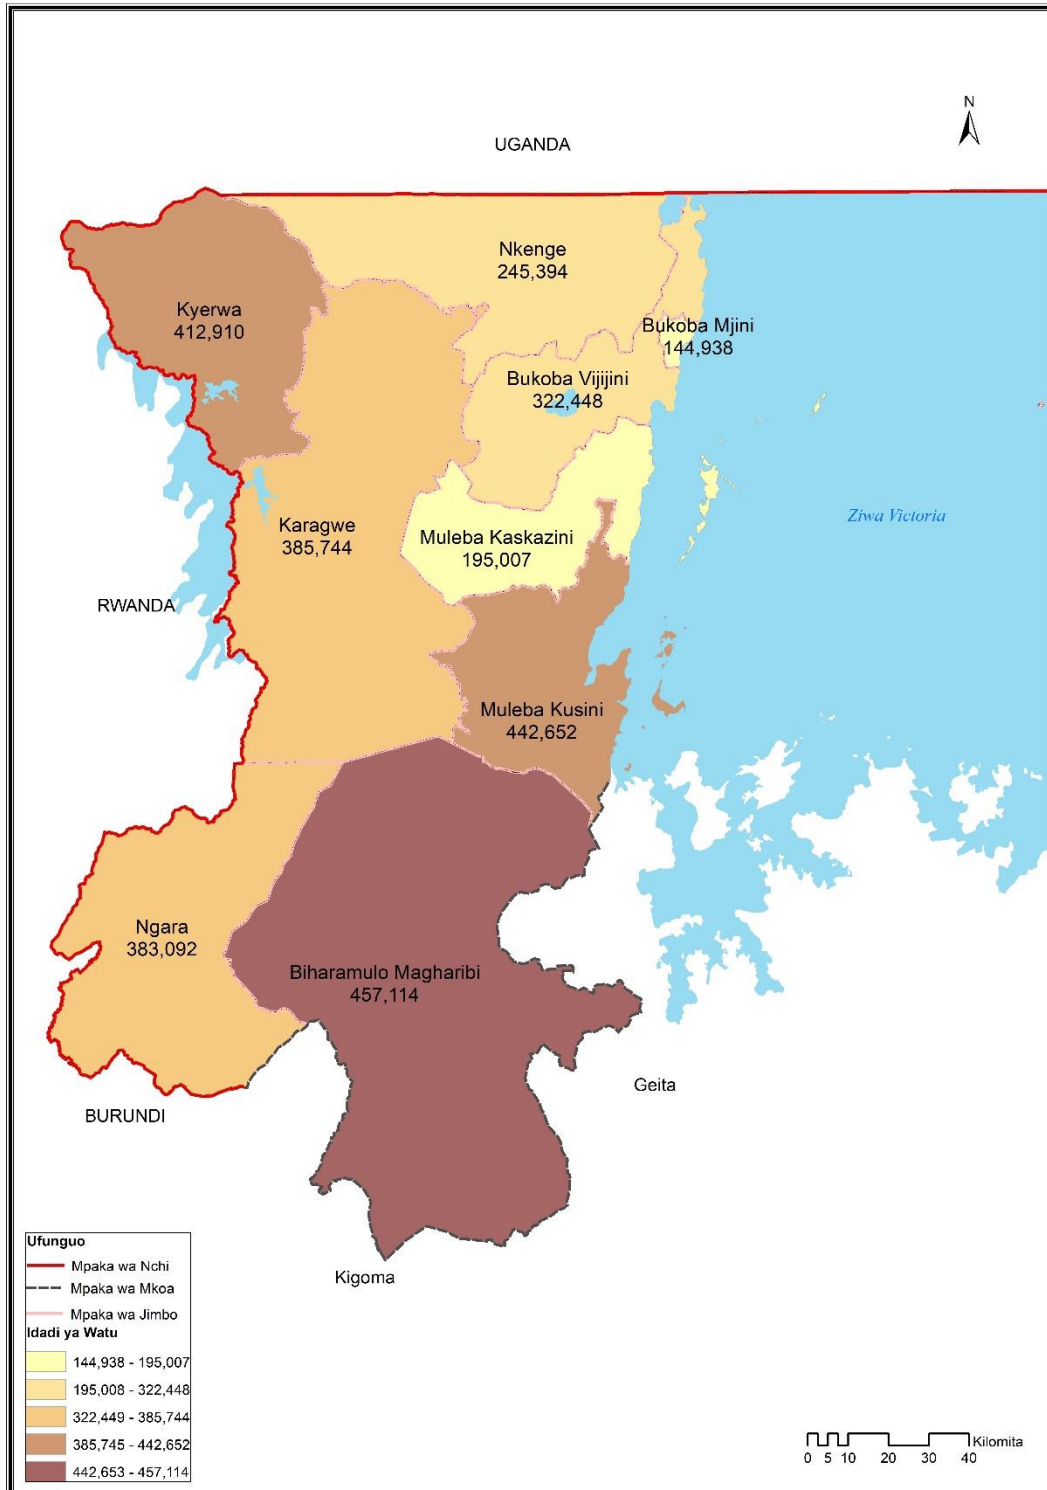 N
UGANDA
Nkenge
245,394
Kyerwa
412,910
Bukoba Mjini
144,938
Bukoba Vijijini
322,448
Ziwa Victoria
Karagwe
385,744
Muleba Kaskazini
195,007
RWANDA
Muleba Kusini
442,652
Ngara
383,092
Biharamulo Magharibi
457,114
Geita
BURUNDI
Kigoma
Ufunguo
Mpaka wa Nchi
Mpaka wa Mkoa
Mpaka wa Jimbo
Idadi ya Watu
144,938 - 195,007
195,008 - 322,448
322,449 - 385,744
385,745 - 442,652
442,653 - 457,114
Kilomita
0 5 10 20 30 40